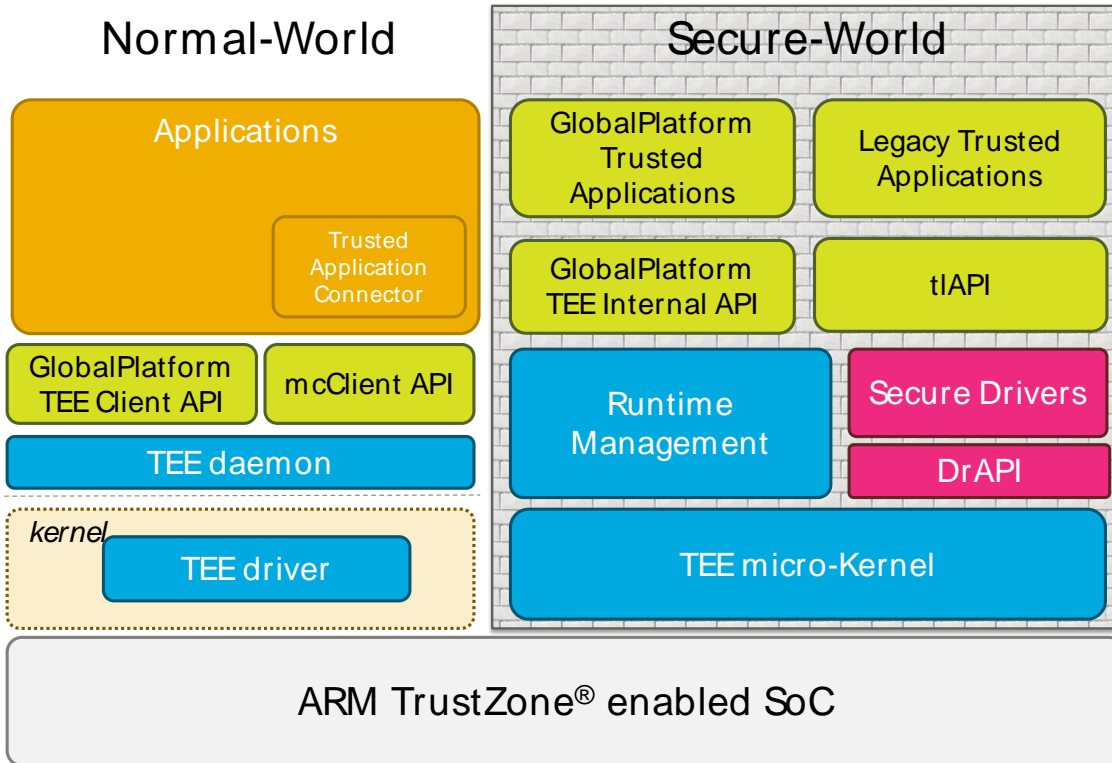 Normal-World
Secure-World
Applications
Trusted
Application
Connector
GlobalPlatform
Trusted
Applications
Legacy Trusted
Applications
GlobalPlatform
TEE Internal API
tlAPI
GlobalPlatform
TEE Client API
mcClient API
Runtime
Management
Secure Drivers
DrAPI
TEE daemon
kernel
TEE driver
TEE micro-Kernel
ARM TrustZone® enabled SoC